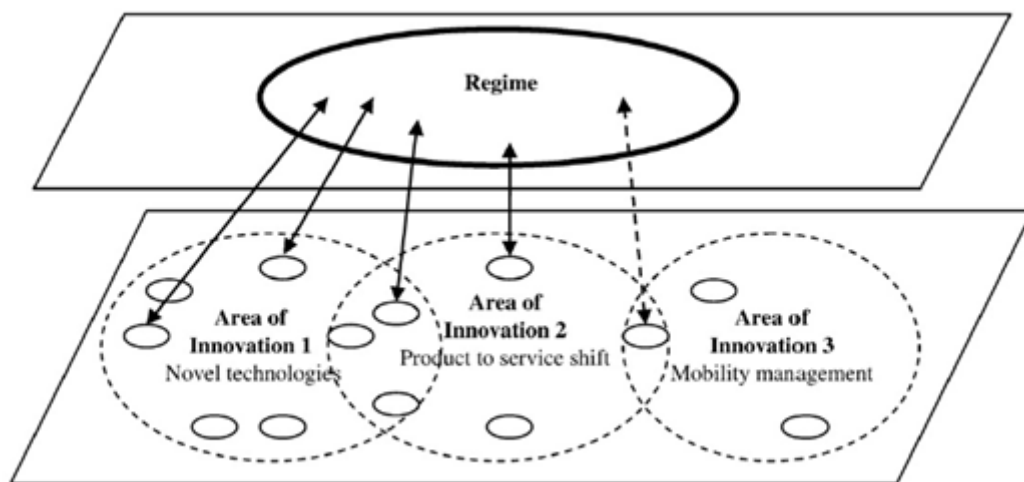 Regime
Area of
Innovation 1
Novel technologies
Area of
Innovation 2
Product to service shift
Area of
Innovation 3
Mobility management